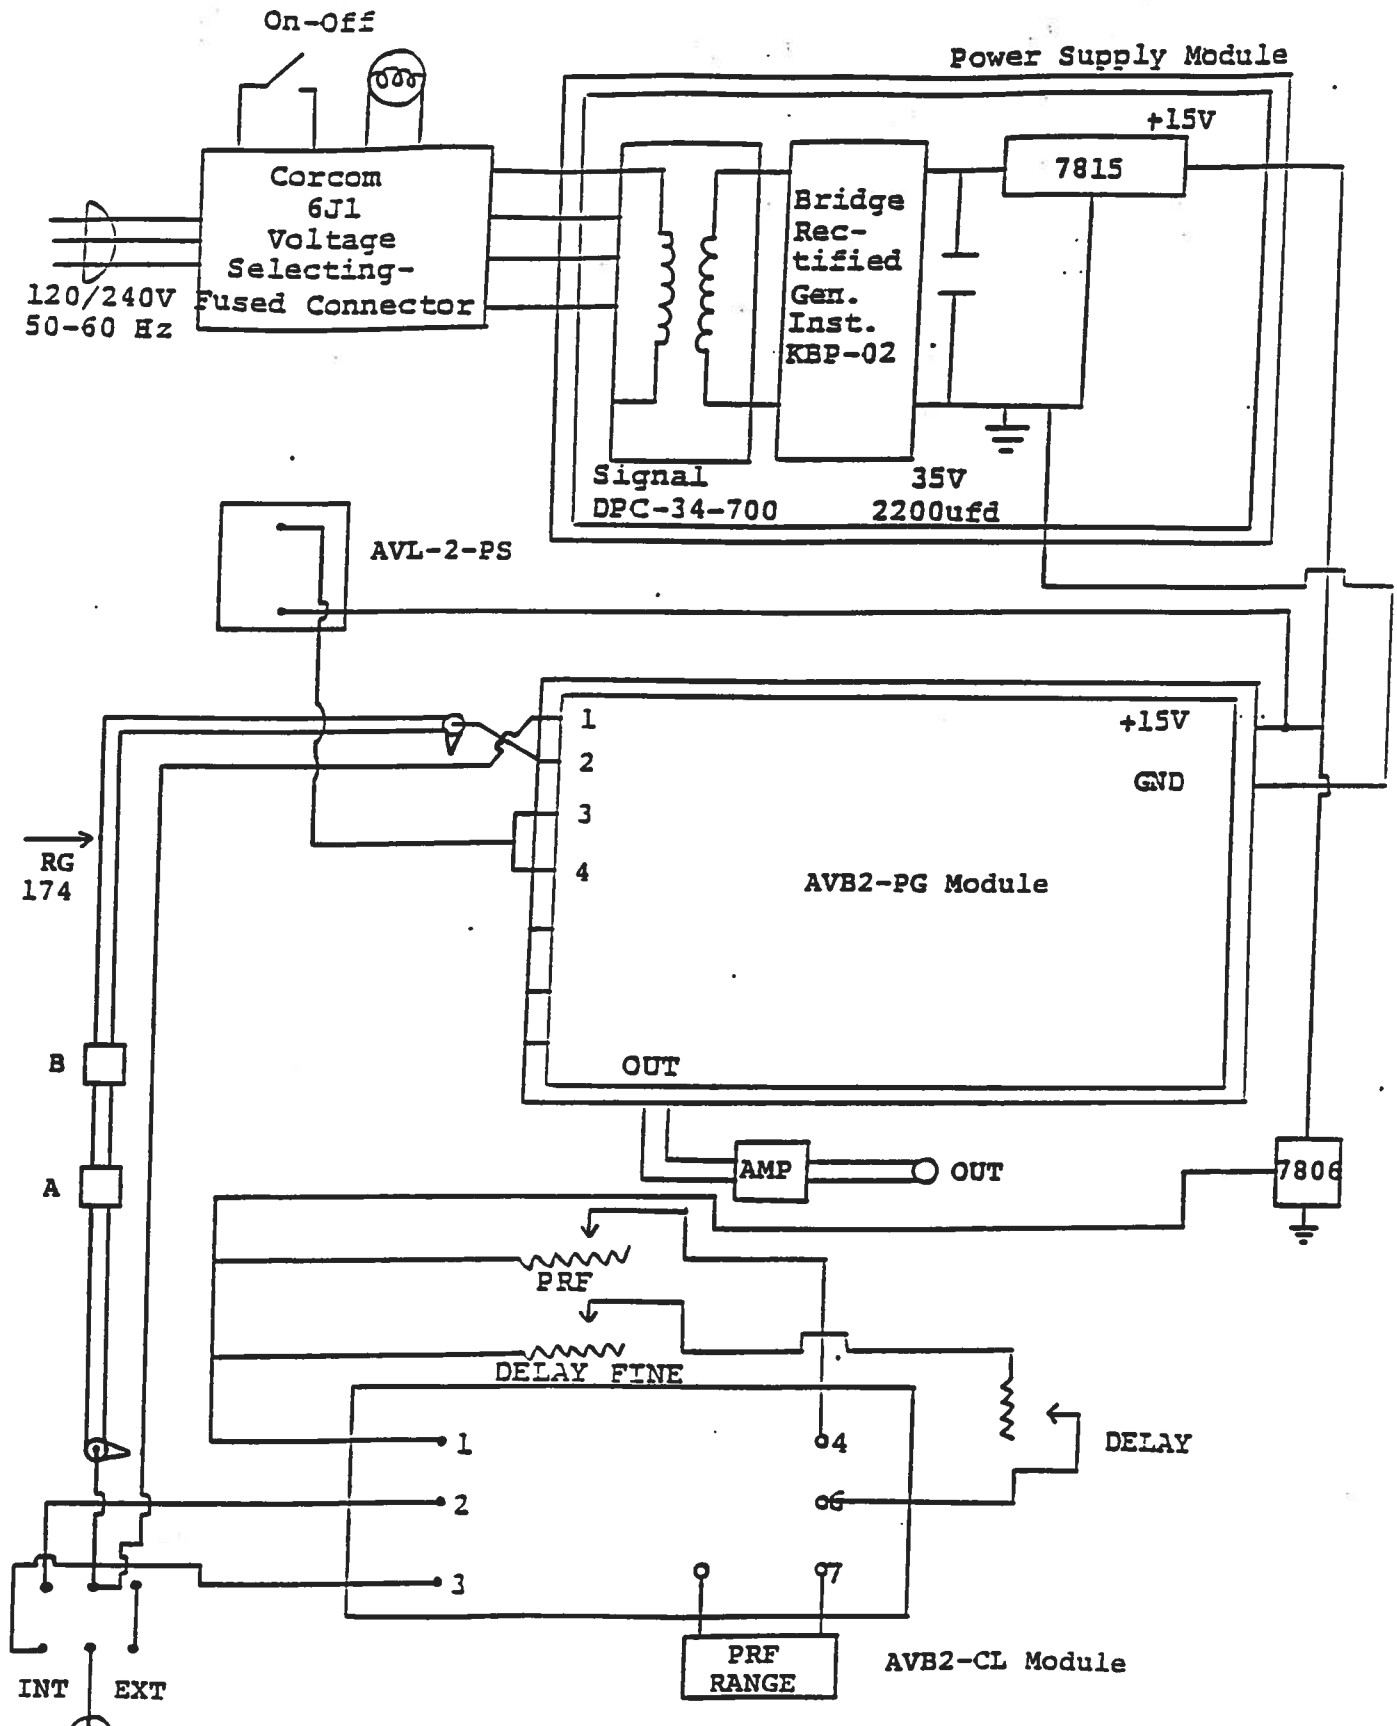 On-Off
Power Supply Module
+15V
7815
Corcom
6J1
Voltage
Selecting-
Fused Connector
120/240V
50-60 Hz
Bridge
Rec-
tified
Gen.
Inst.
KBP-02
Signal
DPC-34-700
35V
2200ufd
AVL-2-PS
1
2
3
4
+15V
GND
AVB2-PG Module
OUT
RG
174
B
A
AMP
OUT
7806
PRF
DELAY FINE
DELAY
1
2
3
4
6
7
PRF
RANGE
AVB2-CL Module
INT
EXT